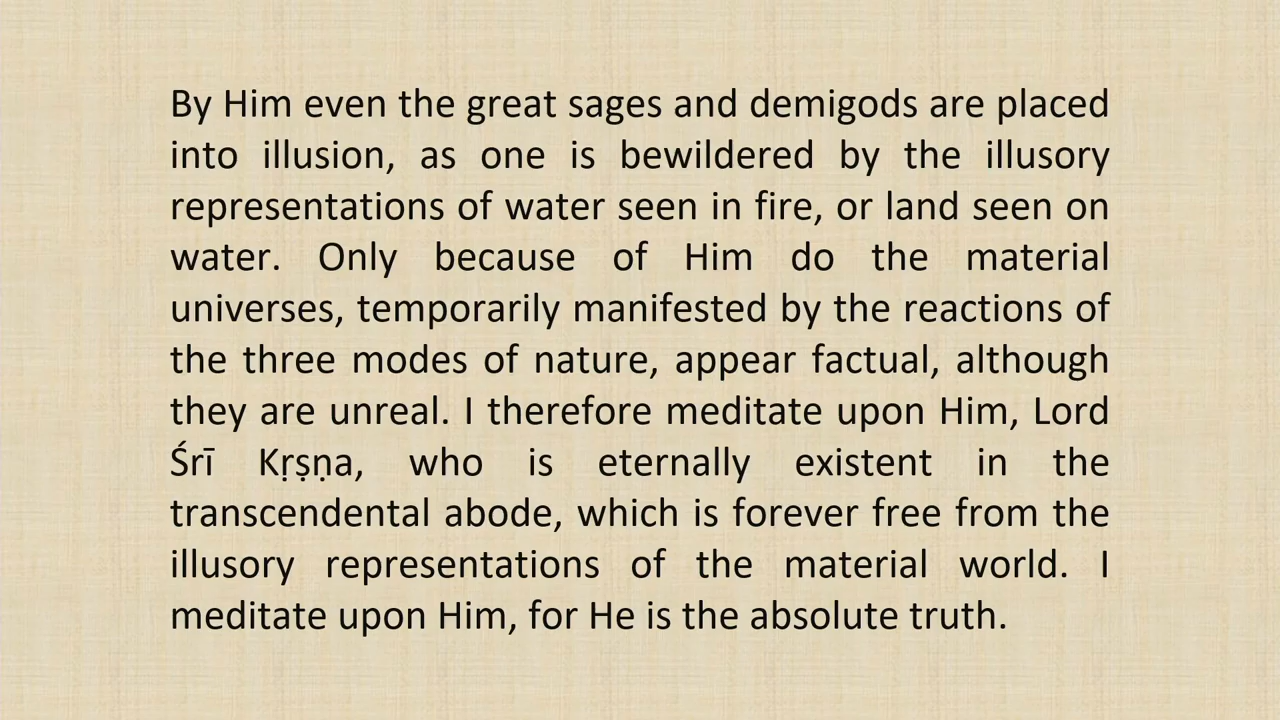 By Him even the great sages and demigods are placed
into illusion, as one is bewildered by the illusory
representations of water seen in fire, or land seen on
water. Only because of Him do the material
universes, temporarily manifested by the reactions of
the three modes of nature, appear factual, although
they are unreal. I therefore meditate upon Him, Lord
Śrī Kṛṣṇa, who is eternally existent in the
transcendental abode, which is forever free from the
illusory representations of the material world. I
meditate upon Him, for He is the absolute truth.